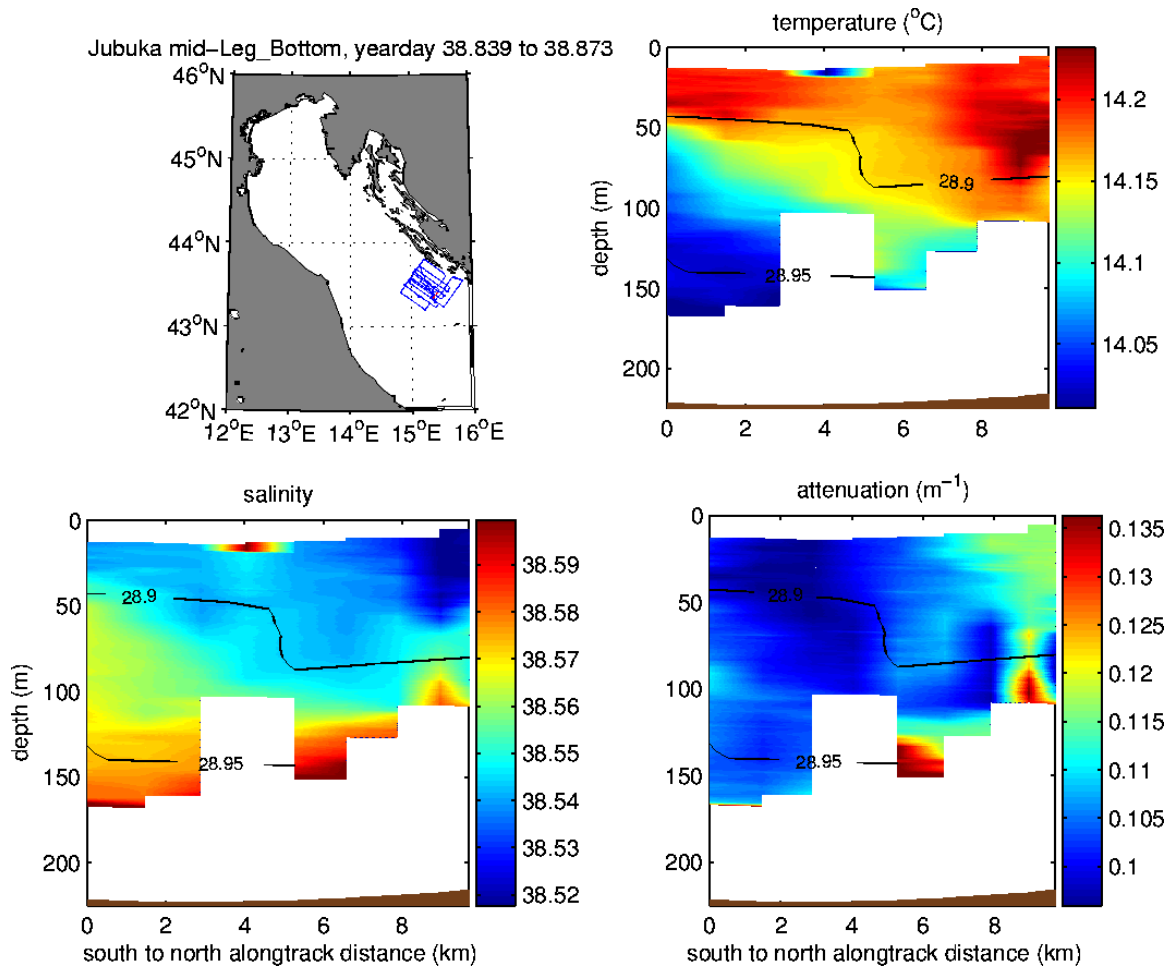 Jubuka mid-Leg_Bottom, yearday 38.839 to 38.873
46°N
45°N
44°N
43°N
42°N
12°E 13°E 14°E 15°E 16°E
temperature (°C)
0
50
100
150
200
depth (m)
28.9
28.95
0 2 4 6 8
14.2
14.15
14.1
14.05
salinity
0
50
100
150
200
depth (m)
28.9
28.95
0 2 4 6 8
south to north alongtrack distance (km)
38.59
38.58
38.57
38.56
38.55
38.54
38.53
38.52
attenuation (m⁻¹)
0
50
100
150
200
28.9
28.95
0 2 4 6 8
south to north alongtrack distance (km)
0.135
0.13
0.125
0.12
0.115
0.11
0.105
0.1